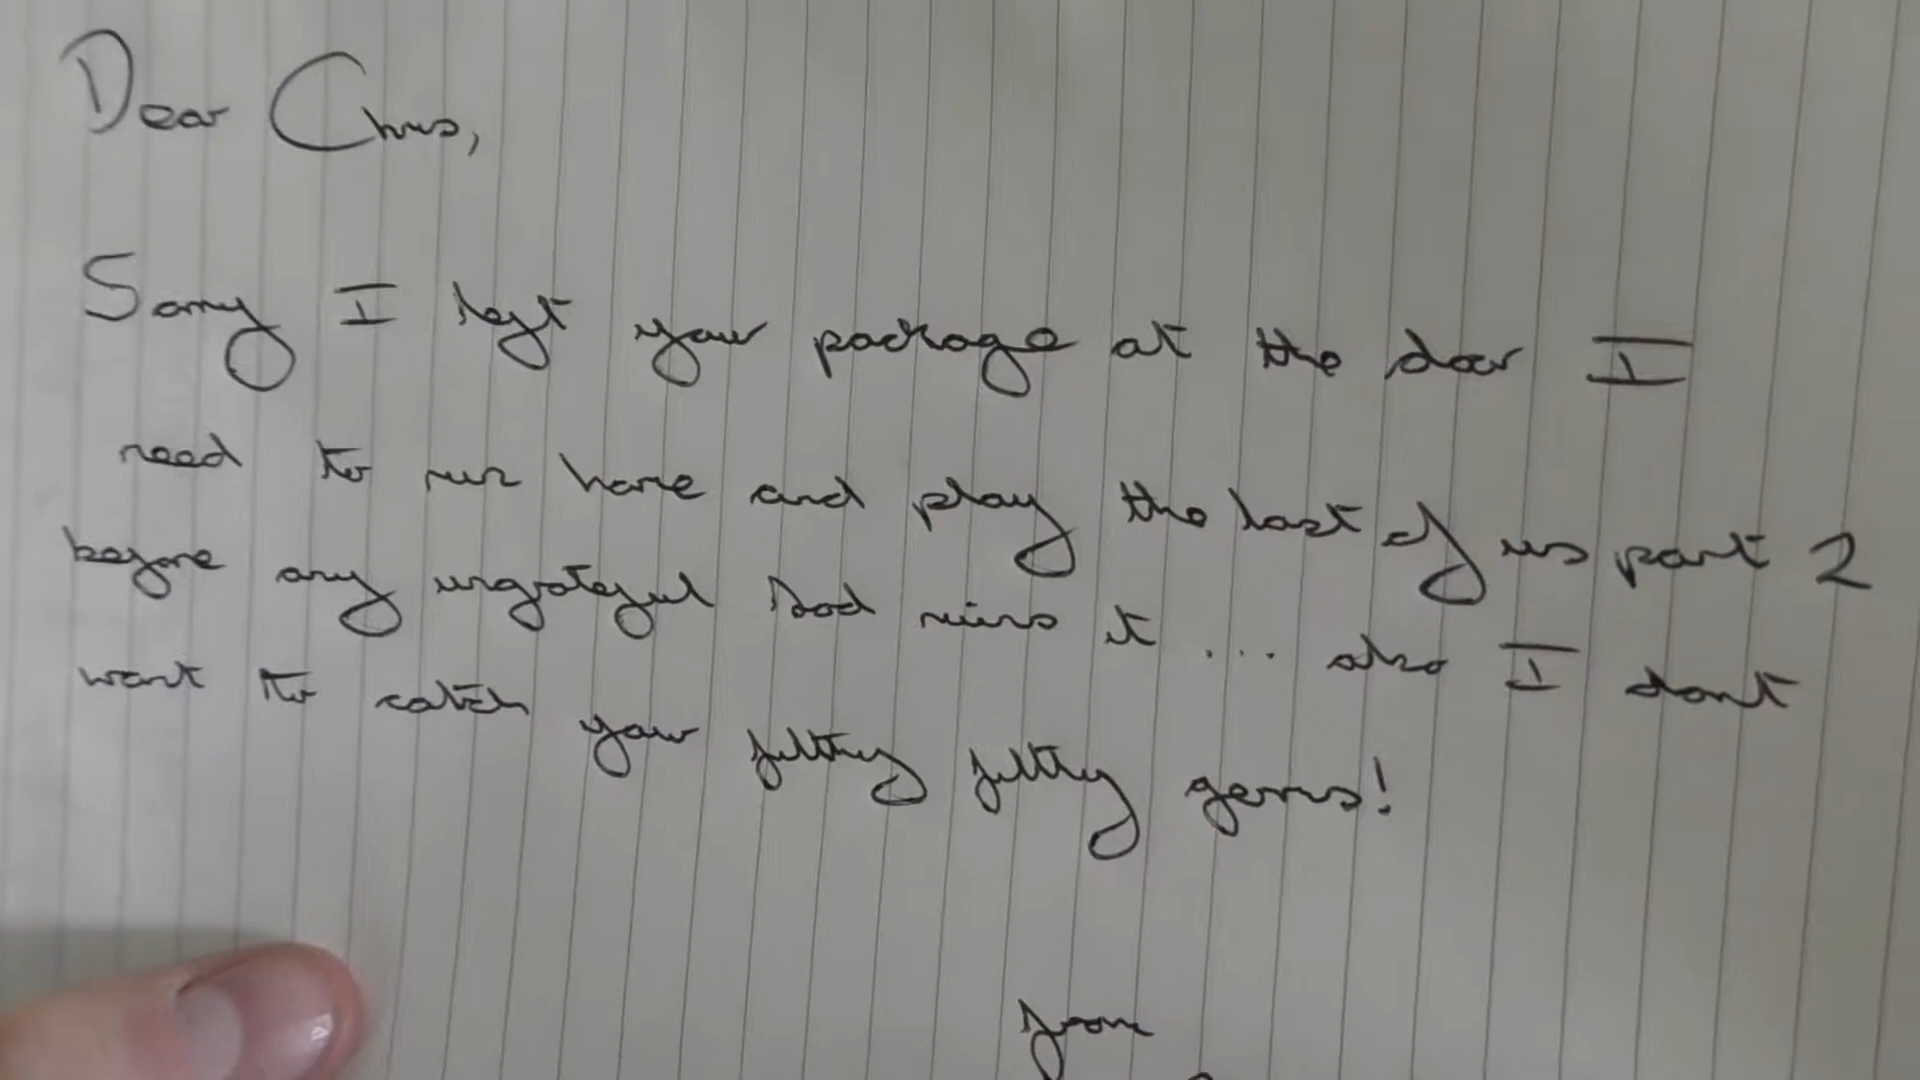 Dear Chris,
Sorry I left your package at the door I
need to run home and play the last of us part 2
before any ungrateful sod ruins it ... also I dont
want to catch your filthy filthy germs!
from